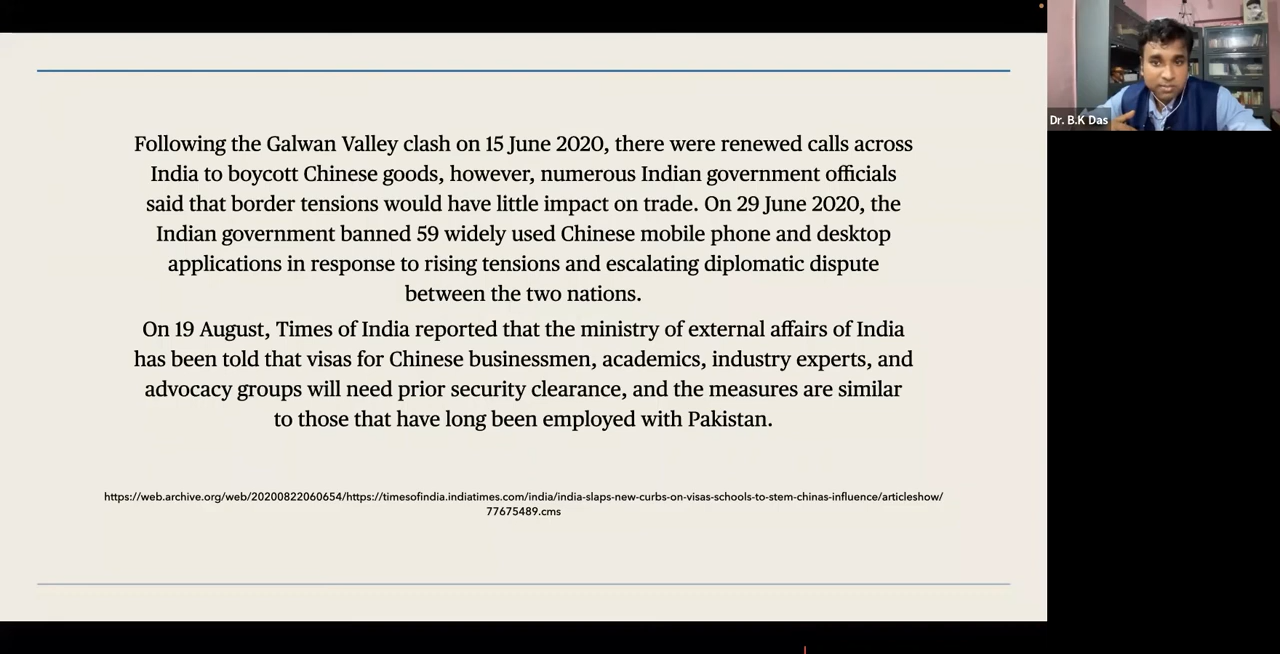 Following the Galwan Valley clash on 15 June 2020, there were renewed calls across
India to boycott Chinese goods, however, numerous Indian government officials
said that border tensions would have little impact on trade. On 29 June 2020, the
Indian government banned 59 widely used Chinese mobile phone and desktop
applications in response to rising tensions and escalating diplomatic dispute
between the two nations.
On 19 August, Times of India reported that the ministry of external affairs of India
has been told that visas for Chinese businessmen, academics, industry experts, and
advocacy groups will need prior security clearance, and the measures are similar
to those that have long been employed with Pakistan.
https://web.archive.org/web/20200822060654/https://timesofindia.indiatimes.com/india/india-slaps-new-curbs-on-visas-schools-to-stem-chinas-influence/articleshow/
77675489.cms
Dr. B.K Das